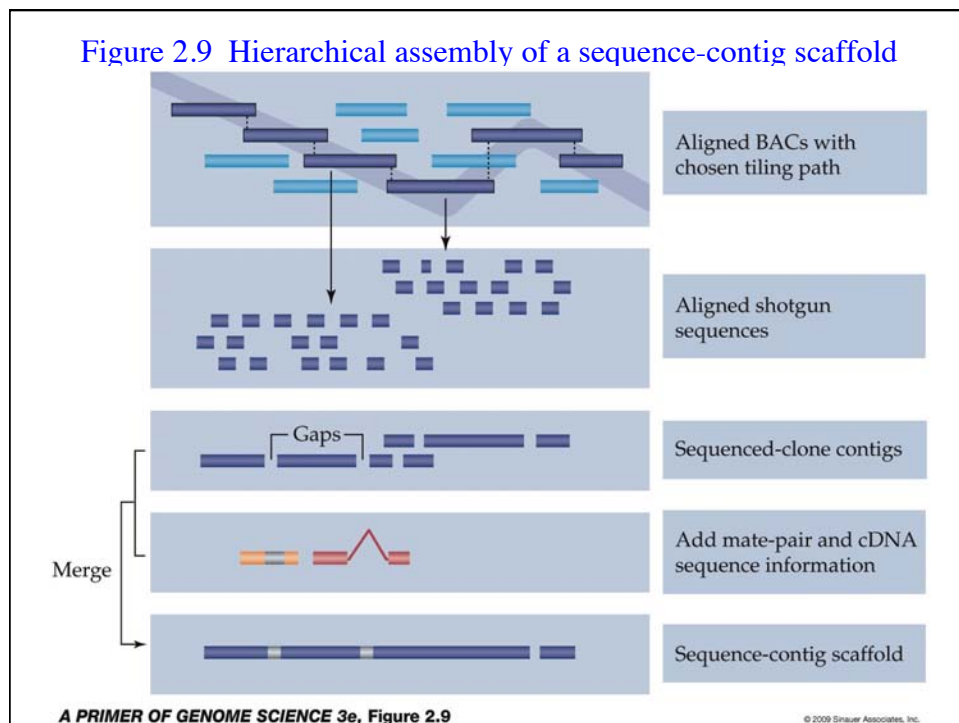 Figure 2.9 Hierarchical assembly of a sequence-contig scaffold
Aligned BACs with
chosen tiling path
Aligned shotgun
sequences
Gaps
Sequenced-clone contigs
Add mate-pair and cDNA
sequence information
Merge
Sequence-contig scaffold
A PRIMER OF GENOME SCIENCE 3e, Figure 2.9
© 2009 Sinauer Associates, Inc.